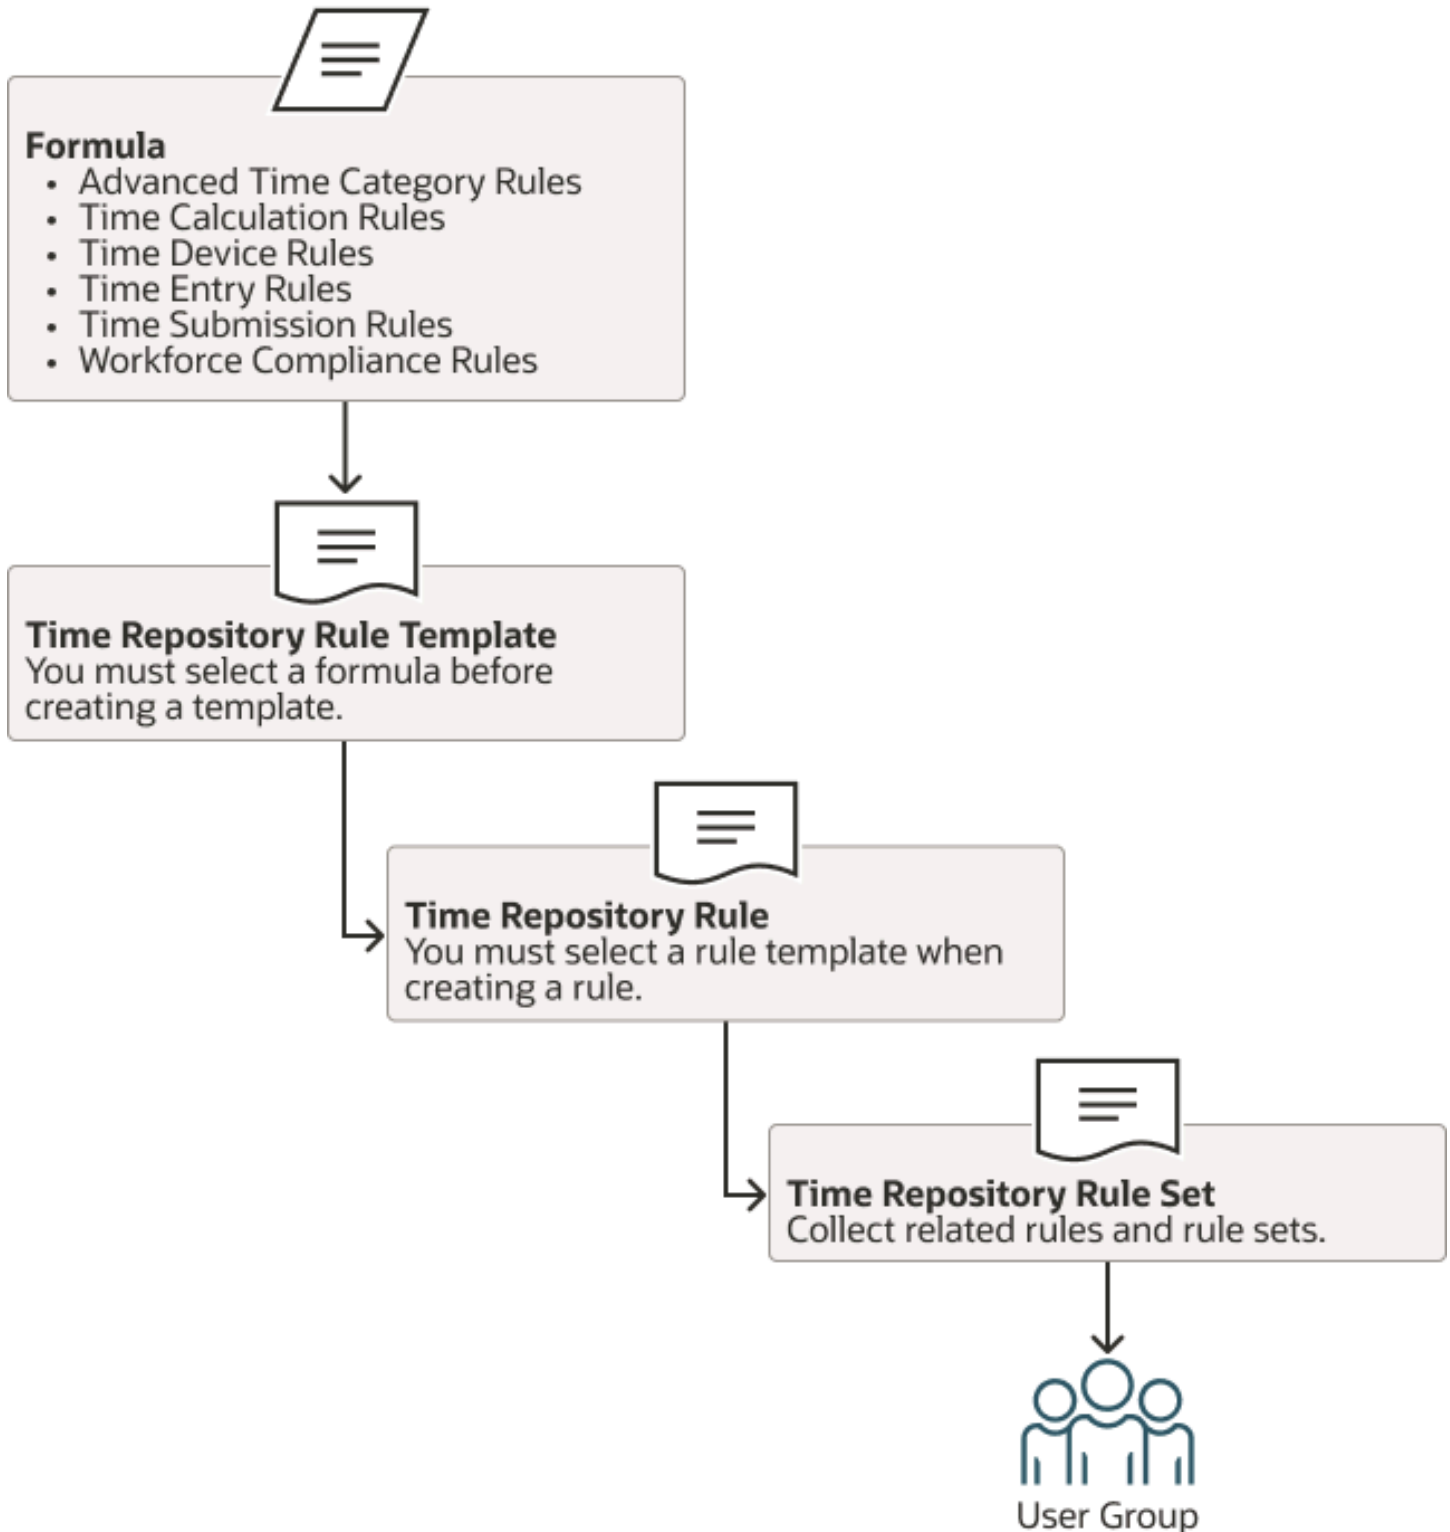 Formula
• Advanced Time Category Rules
• Time Calculation Rules
• Time Device Rules
• Time Entry Rules
• Time Submission Rules
• Workforce Compliance Rules
Time Repository Rule Template
You must select a formula before
creating a template.
Time Repository Rule
You must select a rule template when
creating a rule.
Time Repository Rule Set
Collect related rules and rule sets.
User Group